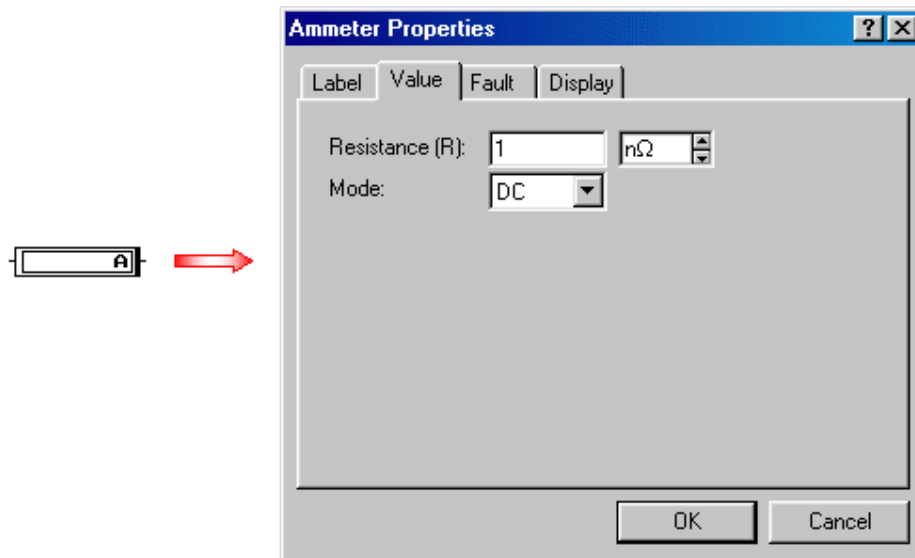 Ammeter Properties
Label Value Fault Display
Resistance (R): 1 nΩ
Mode: DC
A
OK Cancel